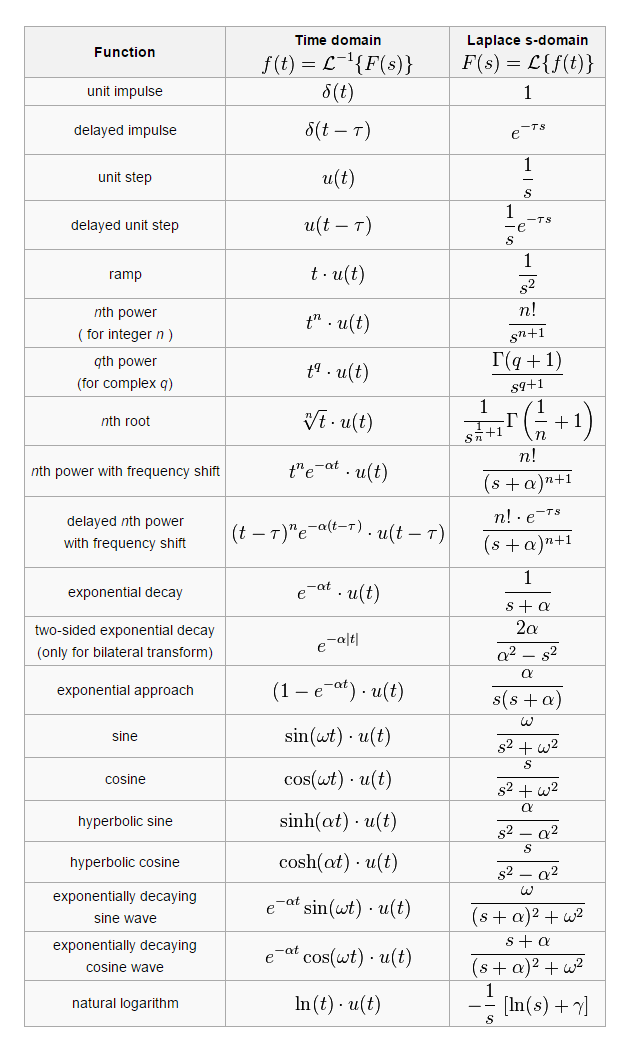 Function Time domain Laplace s-domain
f(t) = ℒ⁻¹{F(s)} F(s) = ℒ{f(t)}
unit impulse δ(t) 1
delayed impulse δ(t − τ) e^{−τs}
unit step u(t) 1/s
delayed unit step u(t − τ) (1/s)e^{−τs}
ramp t · u(t) 1/s²
nth power
( for integer n ) tⁿ · u(t) n!/s^{n+1}
qth power
(for complex q) t^q · u(t) Γ(q + 1)/s^{q+1}
nth root ⁿ√t · u(t) 1/s^{1/n+1} Γ(1/n + 1)
nth power with frequency shift tⁿe^{−αt} · u(t) n!/(s + α)^{n+1}
delayed nth power
with frequency shift (t − τ)ⁿe^{−α(t−τ)} · u(t − τ) n! · e^{−τs}/(s + α)^{n+1}
exponential decay e^{−αt} · u(t) 1/(s + α)
two-sided exponential decay
(only for bilateral transform) e^{−α|t|} 2α/(α² − s²)
exponential approach (1 − e^{−αt}) · u(t) α/(s(s + α))
sine sin(ωt) · u(t) ω/(s² + ω²)
cosine cos(ωt) · u(t) s/(s² + ω²)
hyperbolic sine sinh(αt) · u(t) α/(s² − α²)
hyperbolic cosine cosh(αt) · u(t) s/(s² − α²)
exponentially decaying
sine wave e^{−αt} sin(ωt) · u(t) ω/((s + α)² + ω²)
exponentially decaying
cosine wave e^{−αt} cos(ωt) · u(t) (s + α)/((s + α)² + ω²)
natural logarithm ln(t) · u(t) −(1/s) [ln(s) + γ]